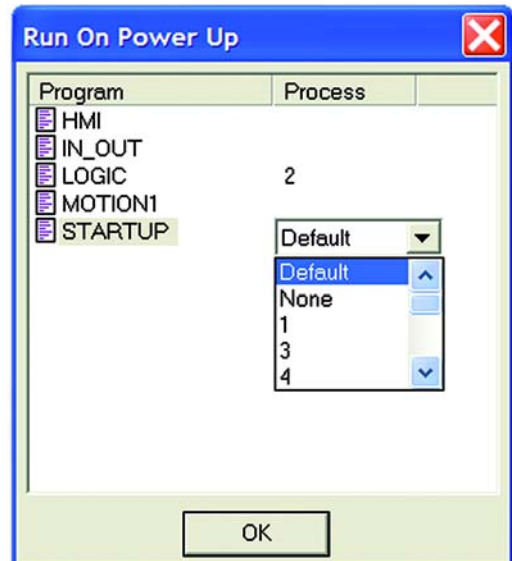 Run On Power Up
Program Process
HMI
IN_OUT
LOGIC 2
MOTION1
STARTUP Default
Default
None
1
3
4
OK